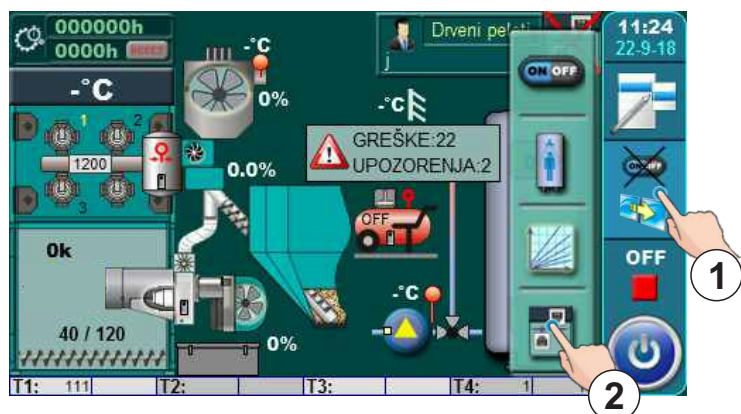 000000h
0000h RESET
-°C
-°C
0%
Drveni peleti
j
11:24
22-9-18
ON OFF
-°C
1
2
1200
3
0.0%
GREŠKE:22
UPOZORENJA:2
OFF
OFF
1
0k
-°C
40 / 120
0%
2
T1: 111
T2:
T3:
T4: 1